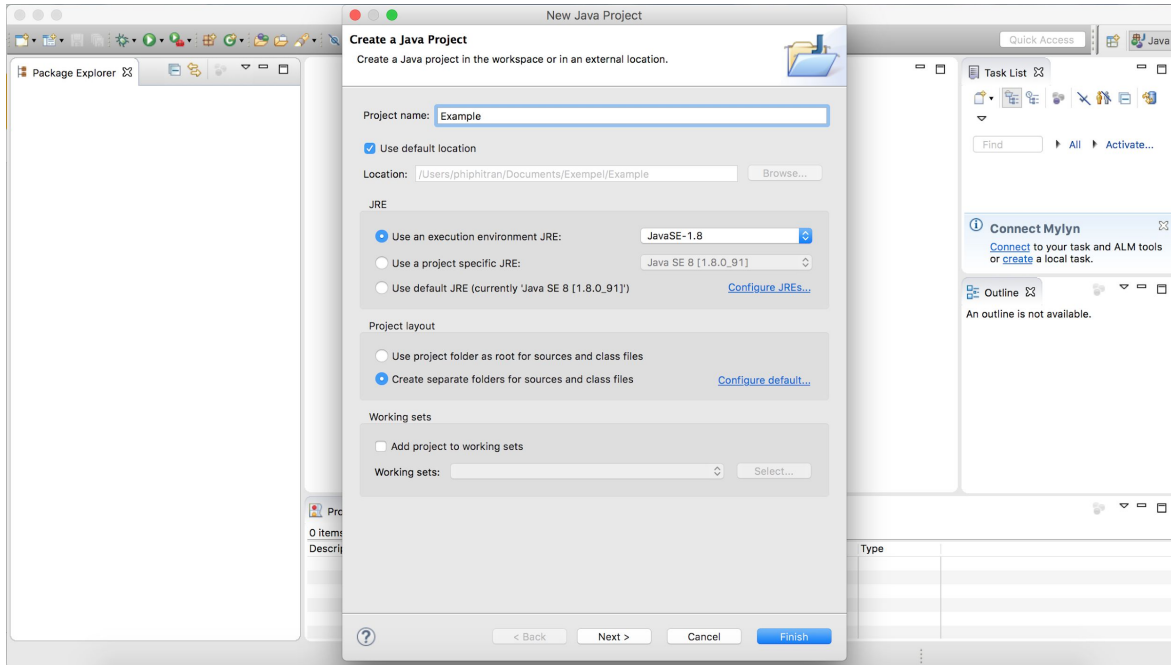 New Java Project
Create a Java Project
Create a Java project in the workspace or in an external location.
Quick Access
Java
Package Explorer
Task List
Project name: Example
Find
All
Activate...
Use default location
Location: /Users/phiphitran/Documents/Exempel/Example
Browse...
JRE
Use an execution environment JRE:
JavaSE-1.8
Use a project specific JRE:
Java SE 8 [1.8.0_91]
Use default JRE (currently 'Java SE 8 [1.8.0_91]')
Configure JREs...
Connect Mylyn
Connect to your task and ALM tools
or create a local task.
Outline
An outline is not available.
Project layout
Use project folder as root for sources and class files
Create separate folders for sources and class files
Configure default...
Working sets
Add project to working sets
Working sets:
Select...
0 items
Type
?
< Back
Next >
Cancel
Finish